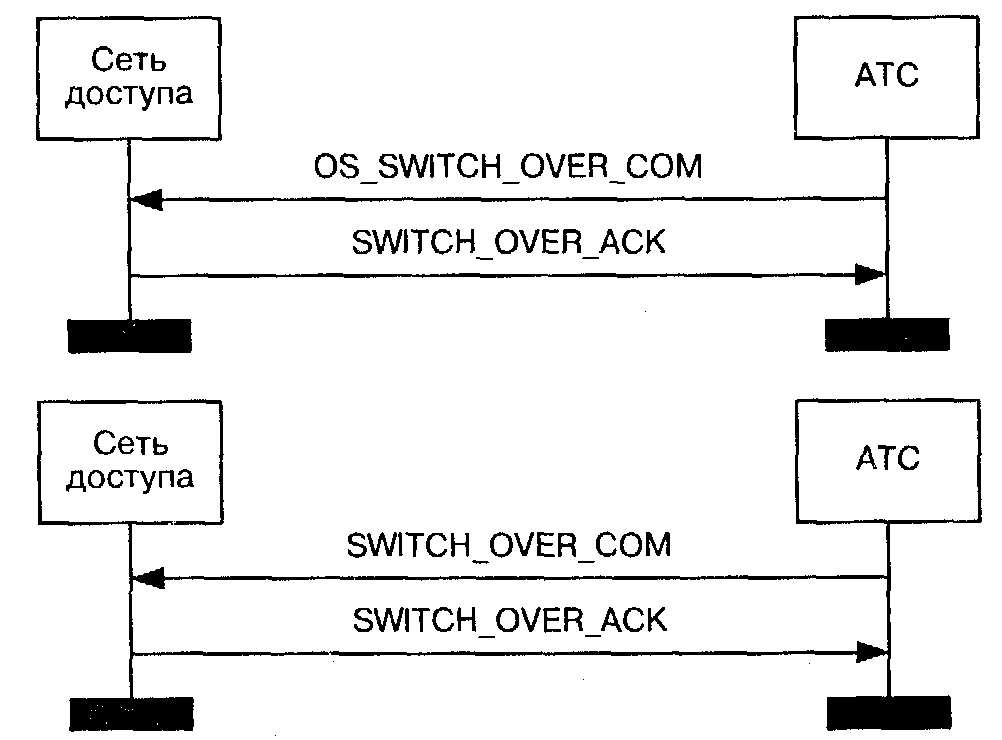 Сеть
доступа
АТС
OS_SWITCH_OVER_COM
SWITCH_OVER_ACK
Сеть
доступа
АТС
SWITCH_OVER_COM
SWITCH_OVER_ACK